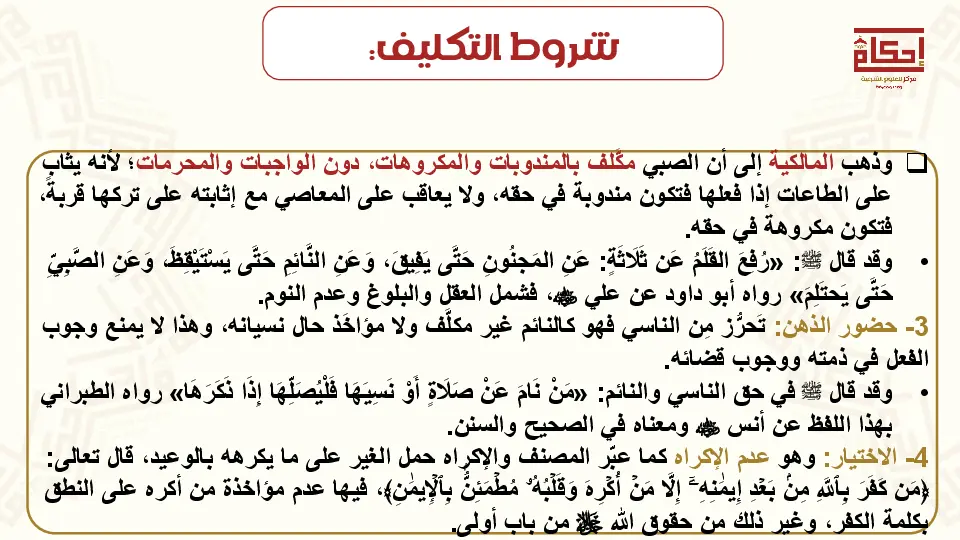 شروط التكليف:
إحكام
مركز للعلوم الشرعية
❑ وذهب المالكية إلى أن الصبي مكَّلف بالمندوبات والمكروهات، دون الواجبات والمحرمات؛ لأنه يثاب
على الطاعات إذا فعلها فتكون مندوبة في حقه، ولا يعاقب على المعاصي مع إثابته على تركها قربةً،
فتكون مكروهة في حقه.
• وقد قال ﷺ: «رُفعَ القَلَمُ عَن ثَلَاثَةٍ: عَنِ المَجنُونِ حَتَّى يَفِيقَ، وَعَنِ النَّائِمِ حَتَّى يَسْتَيْقِظَ، وَعَنِ الصَّبِيِّ
حَتَّى يَحتَلِمَ» رواه أبو داود عن علي ﵁، فشمل العقل والبلوغ وعدم النوم.
3- حضور الذهن: تَحرُّز مِن الناسي فهو كالنائم غير مكلَّف ولا مؤاخَذ حال نسيانه، وهذا لا يمنع وجوب
الفعل في ذمته ووجوب قضائه.
• وقد قال ﷺ في حق الناسي والنائم: «مَنْ نَامَ عَنْ صَلَاةٍ أَوْ نَسِيَهَا فَلْيُصَلِّهَا إِذَا ذَكَرَهَا» رواه الطبراني
بهذا اللفظ عن أنس ﵁ ومعناه في الصحيح والسنن.
4- الاختيار: وهو عدم الإكراه كما عبّر المصنف والإكراه حمل الغير على ما يكرهه بالوعيد، قال تعالى:
﴿مَن كَفَرَ بِٱللَّهِ مِنۢ بَعْدِ إِيمَٰنِهِۦٓ إِلَّا مَنْ أُكْرِهَ وَقَلْبُهُۥ مُطْمَئِنٌّۢ بِٱلْإِيمَٰنِ﴾، فيها عدم مؤاخذة من أكره على النطق
بكلمة الكفر، وغير ذلك من حقوق الله ﷻ من باب أولى.